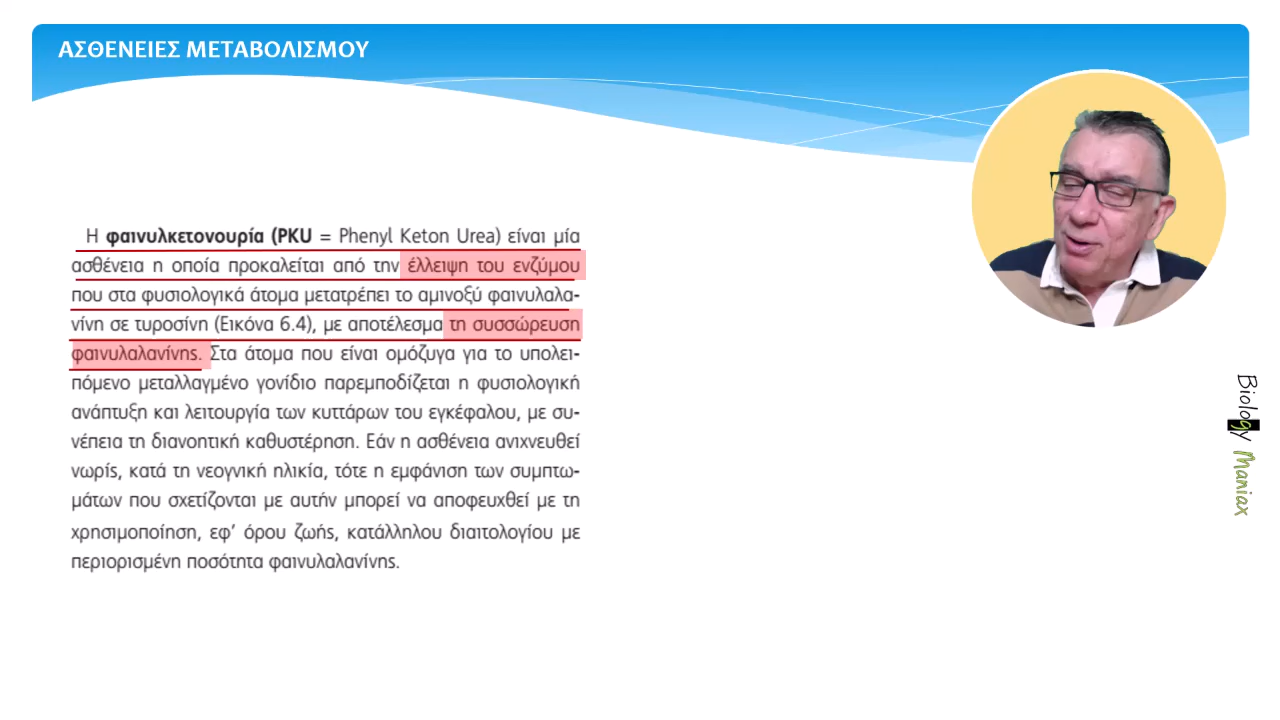 ΑΣΘΕΝΕΙΕΣ ΜΕΤΑΒΟΛΙΣΜΟΥ
Η φαινυλκετονουρία (PKU = Phenyl Keton Urea) είναι μία
ασθένεια η οποία προκαλείται από την έλλειψη του ενζύμου
που στα φυσιολογικά άτομα μετατρέπει το αμινοξύ φαινυλαλα-
νίνη σε τυροσίνη (Εικόνα 6.4), με αποτέλεσμα τη συσσώρευση
φαινυλαλανίνης. Στα άτομα που είναι ομόζυγα για το υπολει-
πόμενο μεταλλαγμένο γονίδιο παρεμποδίζεται η φυσιολογική
ανάπτυξη και λειτουργία των κυττάρων του εγκέφαλου, με συ-
νέπεια τη διανοητική καθυστέρηση. Εάν η ασθένεια ανιχνευθεί
νωρίς, κατά τη νεογνική ηλικία, τότε η εμφάνιση των συμπτω-
μάτων που σχετίζονται με αυτήν μπορεί να αποφευχθεί με τη
χρησιμοποίηση, εφ’ όρου ζωής, κατάλληλου διαιτολογίου με
περιορισμένη ποσότητα φαινυλαλανίνης.
Biology Maniax